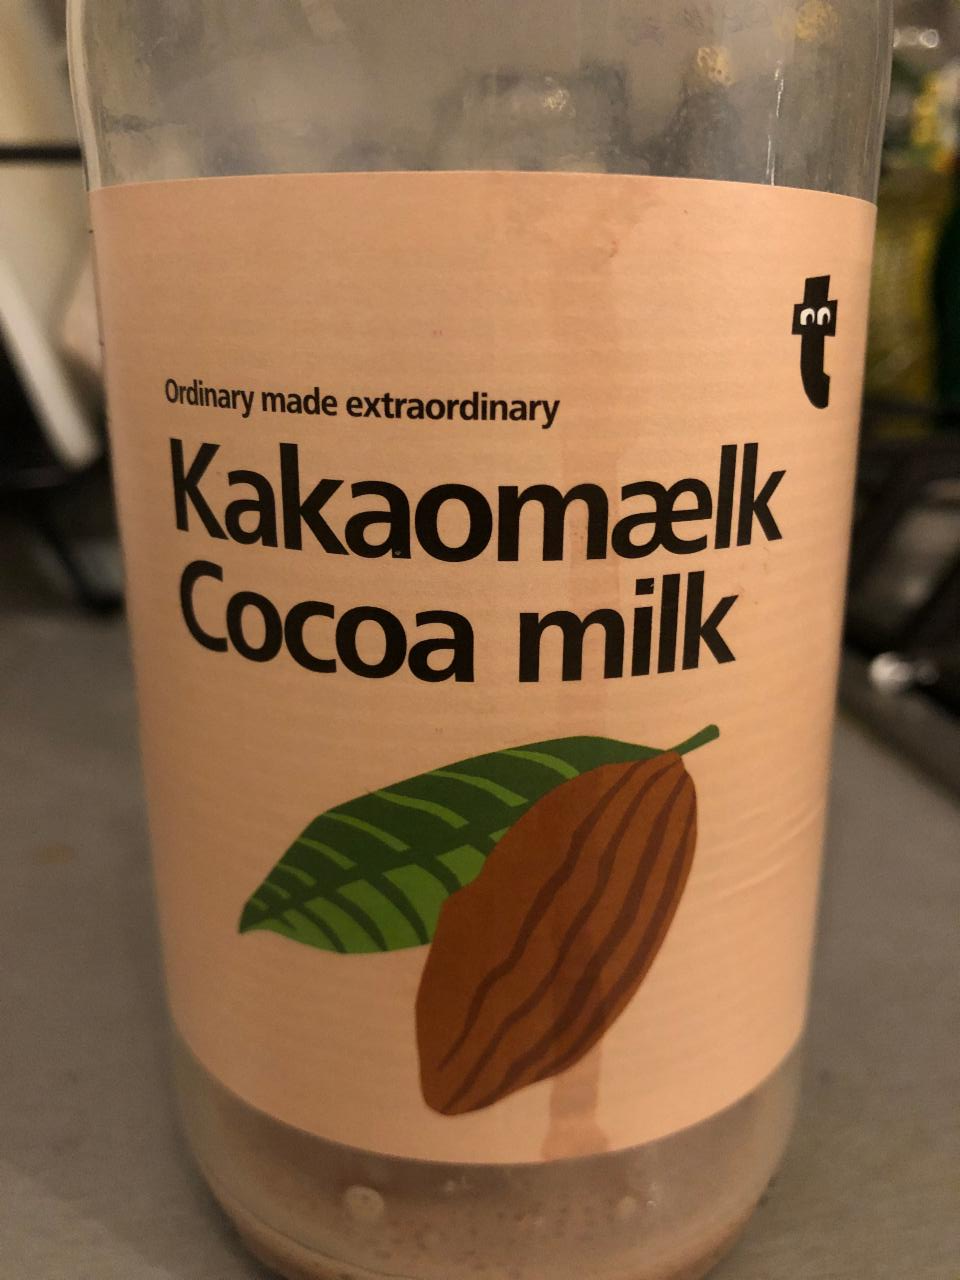 t
Ordinary made extraordinary
Kakaomælk
Cocoa milk